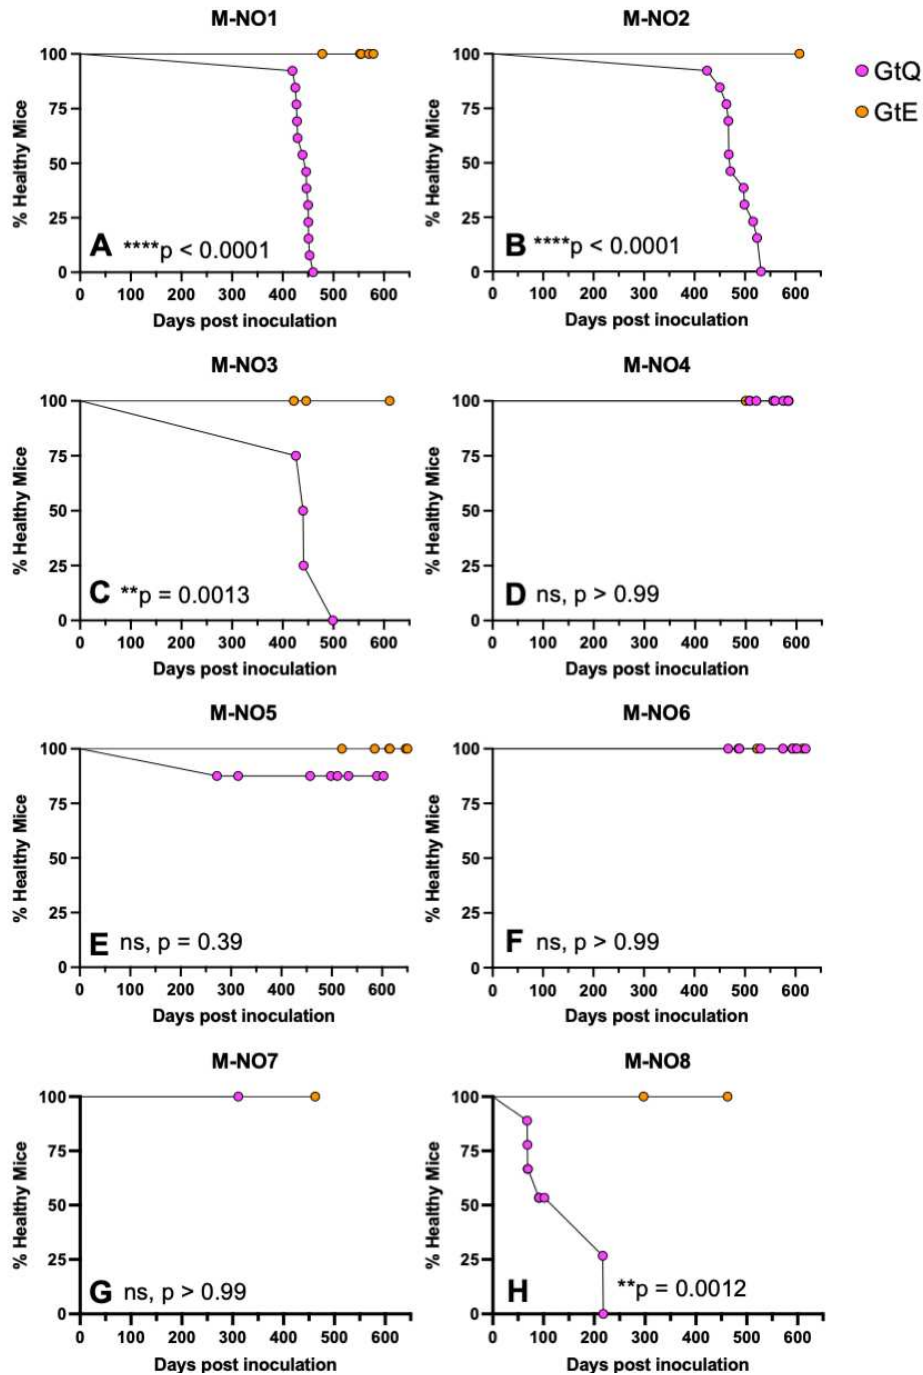 M-NO1
% Healthy Mice
100
75
50
25
0
A ****p < 0.0001
0 100 200 300 400 500 600
Days post inoculation
M-NO2
% Healthy Mice
100
75
50
25
0
B ****p < 0.0001
0 100 200 300 400 500 600
Days post inoculation
GtQ
GtE
M-NO3
% Healthy Mice
100
75
50
25
0
C **p = 0.0013
0 100 200 300 400 500 600
Days post inoculation
M-NO4
% Healthy Mice
100
75
50
25
0
D ns, p > 0.99
0 100 200 300 400 500 600
Days post inoculation
M-NO5
% Healthy Mice
100
75
50
25
0
E ns, p = 0.39
0 100 200 300 400 500 600
Days post inoculation
M-NO6
% Healthy Mice
100
75
50
25
0
F ns, p > 0.99
0 100 200 300 400 500 600
Days post inoculation
M-NO7
% Healthy Mice
100
75
50
25
0
G ns, p > 0.99
0 100 200 300 400 500 600
Days post inoculation
M-NO8
% Healthy Mice
100
75
50
25
0
H **p = 0.0012
0 100 200 300 400 500 600
Days post inoculation